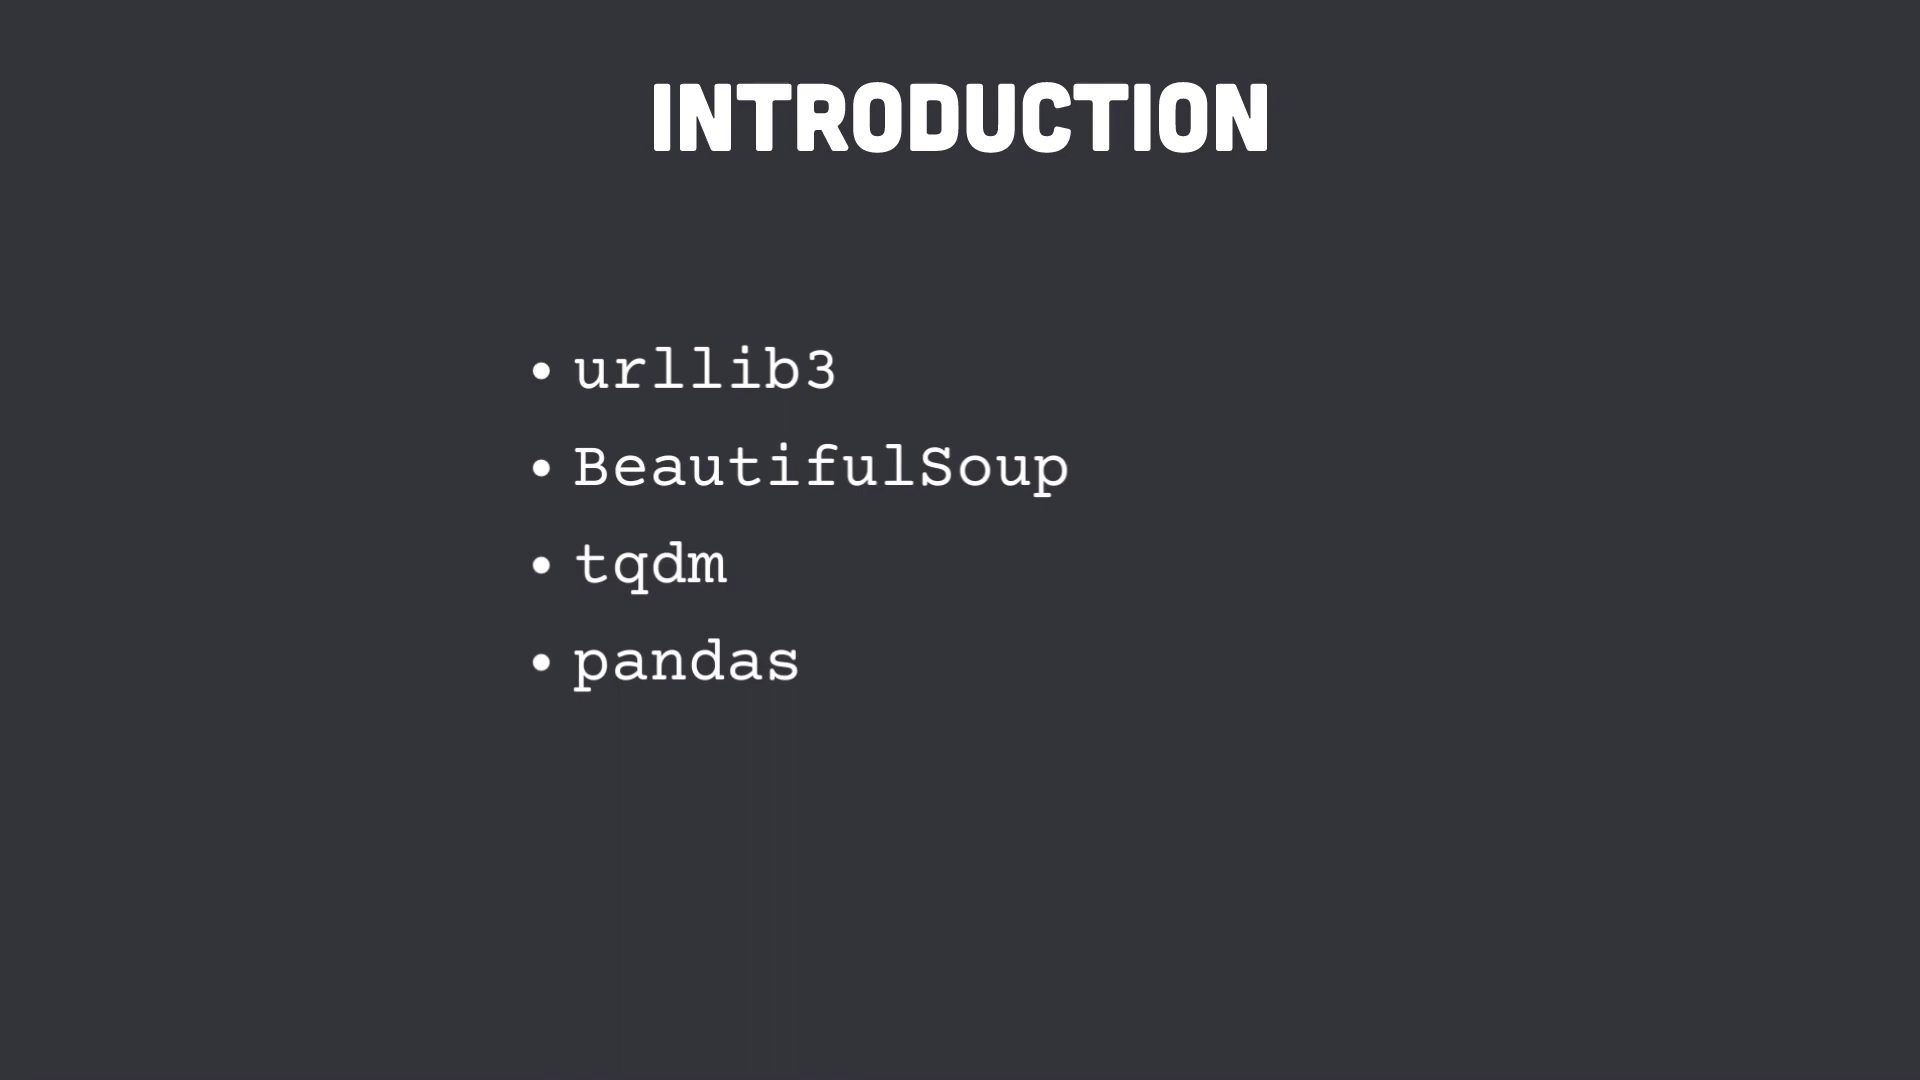 INTRODUCTION
• urllib3
• BeautifulSoup
• tqdm
• pandas